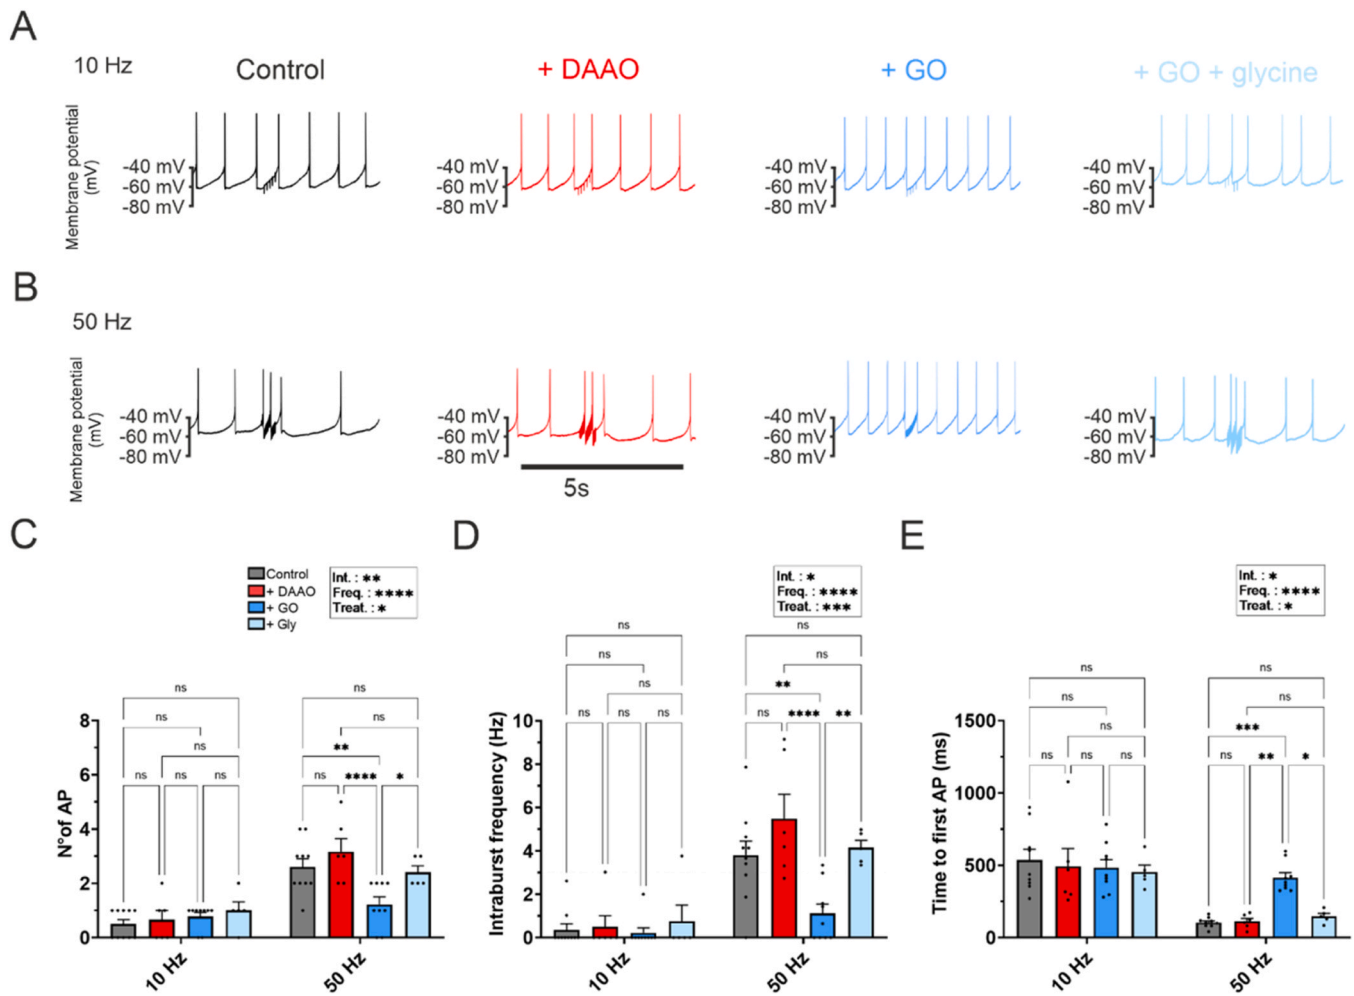 A
10 Hz
Control
+ DAAO
+ GO
+ GO + glycine
Membrane potential
(mV)
-40 mV
-60 mV
-80 mV
-40 mV
-60 mV
-80 mV
-40 mV
-60 mV
-80 mV
-40 mV
-60 mV
-80 mV
B
50 Hz
Membrane potential
(mV)
-40 mV
-60 mV
-80 mV
-40 mV
-60 mV
-80 mV
-40 mV
-60 mV
-80 mV
-40 mV
-60 mV
-80 mV
5s
C
Control
+ DAAO
+ GO
+ Gly
Int. : **
Freq. : ****
Treat. : *
ns
ns
ns
ns
ns
ns
ns
ns
**
ns
****
*
N°of AP
8
6
4
2
0
10 Hz
50 Hz
D
Int. : *
Freq. : ****
Treat. : ***
ns
ns
ns
ns
ns
ns
ns
ns
**
ns
****
**
Intraburst frequency (Hz)
10
8
6
4
2
0
10 Hz
50 Hz
E
Int. : *
Freq. : ****
Treat. : *
ns
ns
ns
ns
ns
ns
ns
ns
***
ns
**
*
Time to first AP (ms)
1500
1000
500
0
10 Hz
50 Hz